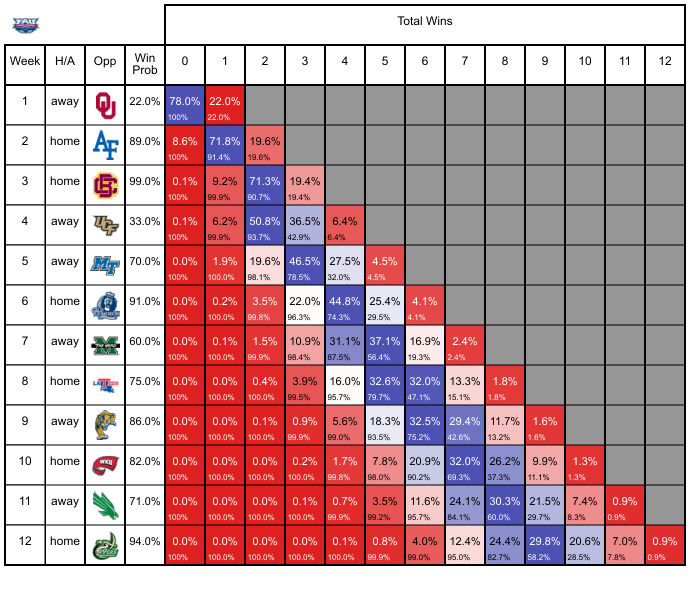 FAU
Total Wins
Week H/A Opp Win Prob 0 1 2 3 4 5 6 7 8 9 10 11 12
1 away OU 22.0% 78.0% 22.0%
100% 22.0%
2 home AF 89.0% 8.6% 71.8% 19.6%
100% 91.4% 19.6%
3 home BC 99.0% 0.1% 9.2% 71.3% 19.4%
100% 99.9% 90.7% 19.4%
4 away UCF 33.0% 0.1% 6.2% 50.8% 36.5% 6.4%
100% 99.9% 93.7% 42.9% 6.4%
5 away MT 70.0% 0.0% 1.9% 19.6% 46.5% 27.5% 4.5%
100% 100.0% 98.1% 78.5% 32.0% 4.5%
6 home 91.0% 0.0% 0.2% 3.5% 22.0% 44.8% 25.4% 4.1%
100% 100.0% 99.8% 96.3% 74.3% 29.5% 4.1%
7 away M 60.0% 0.0% 0.1% 1.5% 10.9% 31.1% 37.1% 16.9% 2.4%
100% 100.0% 99.9% 98.4% 87.5% 56.4% 19.3% 2.4%
8 home LA TECH 75.0% 0.0% 0.0% 0.4% 3.9% 16.0% 32.6% 32.0% 13.3% 1.8%
100% 100.0% 100.0% 99.5% 95.7% 79.7% 47.1% 15.1% 1.8%
9 away 86.0% 0.0% 0.0% 0.1% 0.9% 5.6% 18.3% 32.5% 29.4% 11.7% 1.6%
100% 100.0% 100.0% 99.9% 99.0% 93.5% 75.2% 42.6% 13.2% 1.6%
10 home WKU 82.0% 0.0% 0.0% 0.0% 0.2% 1.7% 7.8% 20.9% 32.0% 26.2% 9.9% 1.3%
100% 100.0% 100.0% 100.0% 99.8% 98.0% 90.2% 69.3% 37.3% 11.1% 1.3%
11 away 71.0% 0.0% 0.0% 0.0% 0.1% 0.7% 3.5% 11.6% 24.1% 30.3% 21.5% 7.4% 0.9%
100% 100.0% 100.0% 100.0% 99.9% 99.2% 95.7% 84.1% 60.0% 29.7% 8.3% 0.9%
12 home 94.0% 0.0% 0.0% 0.0% 0.0% 0.1% 0.8% 4.0% 12.4% 24.4% 29.8% 20.6% 7.0% 0.9%
100% 100.0% 100.0% 100.0% 100.0% 99.9% 99.0% 95.0% 82.7% 58.2% 28.5% 7.8% 0.9%